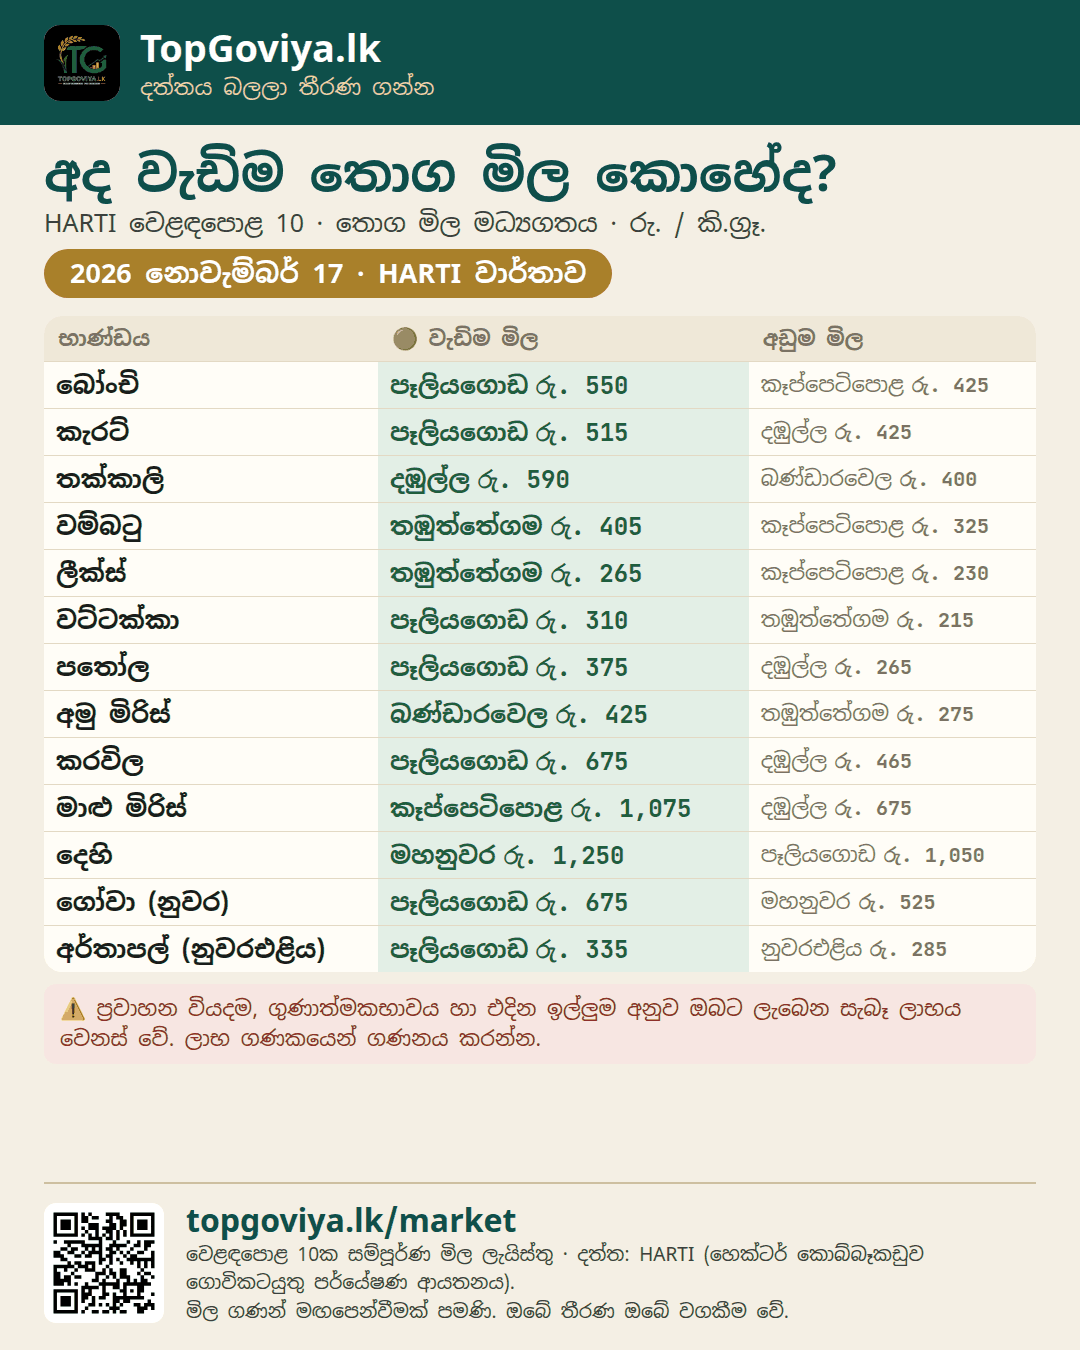 TG
TOPGOVIYA.LK
TopGoviya.lk
දත්තය බලලා තීරණ ගන්න
අද වැඩිම තොග මිල කොහේද?
HARTI වෙළඳපොළ 10 · තොග මිල මධ්‍යගතය · රු. / කි.ග්‍රෑ.
2026 නොවැම්බර් 17 · HARTI වාර්තාව
භාණ්ඩය වැඩිම මිල අඩුම මිල
බෝංචි පෑලියගොඩ රු. 550 කැප්පෙටිපොළ රු. 425
කැරට් පෑලියගොඩ රු. 515 දඹුල්ල රු. 425
තක්කාලි දඹුල්ල රු. 590 බණ්ඩාරවෙල රු. 400
වම්බටු තඹුත්තේගම රු. 405 කැප්පෙටිපොළ රු. 325
ලීක්ස් තඹුත්තේගම රු. 265 කැප්පෙටිපොළ රු. 230
වට්ටක්කා පෑලියගොඩ රු. 310 තඹුත්තේගම රු. 215
පතෝල පෑලියගොඩ රු. 375 දඹුල්ල රු. 265
අමු මිරිස් බණ්ඩාරවෙල රු. 425 තඹුත්තේගම රු. 275
කරවිල පෑලියගොඩ රු. 675 දඹුල්ල රු. 465
මාළු මිරිස් කැප්පෙටිපොළ රු. 1,075 දඹුල්ල රු. 675
දෙහි මහනුවර රු. 1,250 පෑලියගොඩ රු. 1,050
ගෝවා (නුවර) පෑලියගොඩ රු. 675 මහනුවර රු. 525
අර්තාපල් (නුවරඑළිය) පෑලියගොඩ රු. 335 නුවරඑළිය රු. 285
⚠️ ප්‍රවාහන වියදම, ගුණාත්මකභාවය හා එදින ඉල්ලුම අනුව ඔබට ලැබෙන සැබෑ ලාභය
වෙනස් වේ. ලාභ ගණකයෙන් ගණනය කරන්න.
topgoviya.lk/market
වෙළඳපොළ 10ක සම්පූර්ණ මිල ලැයිස්තු · දත්ත: HARTI (හෙක්ටර් කොබ්බෑකඩුව
ගොවිකටයුතු පර්යේෂණ ආයතනය).
මිල ගණන් මඟපෙන්වීමක් පමණි. ඔබේ තීරණ ඔබේ වගකීම වේ.